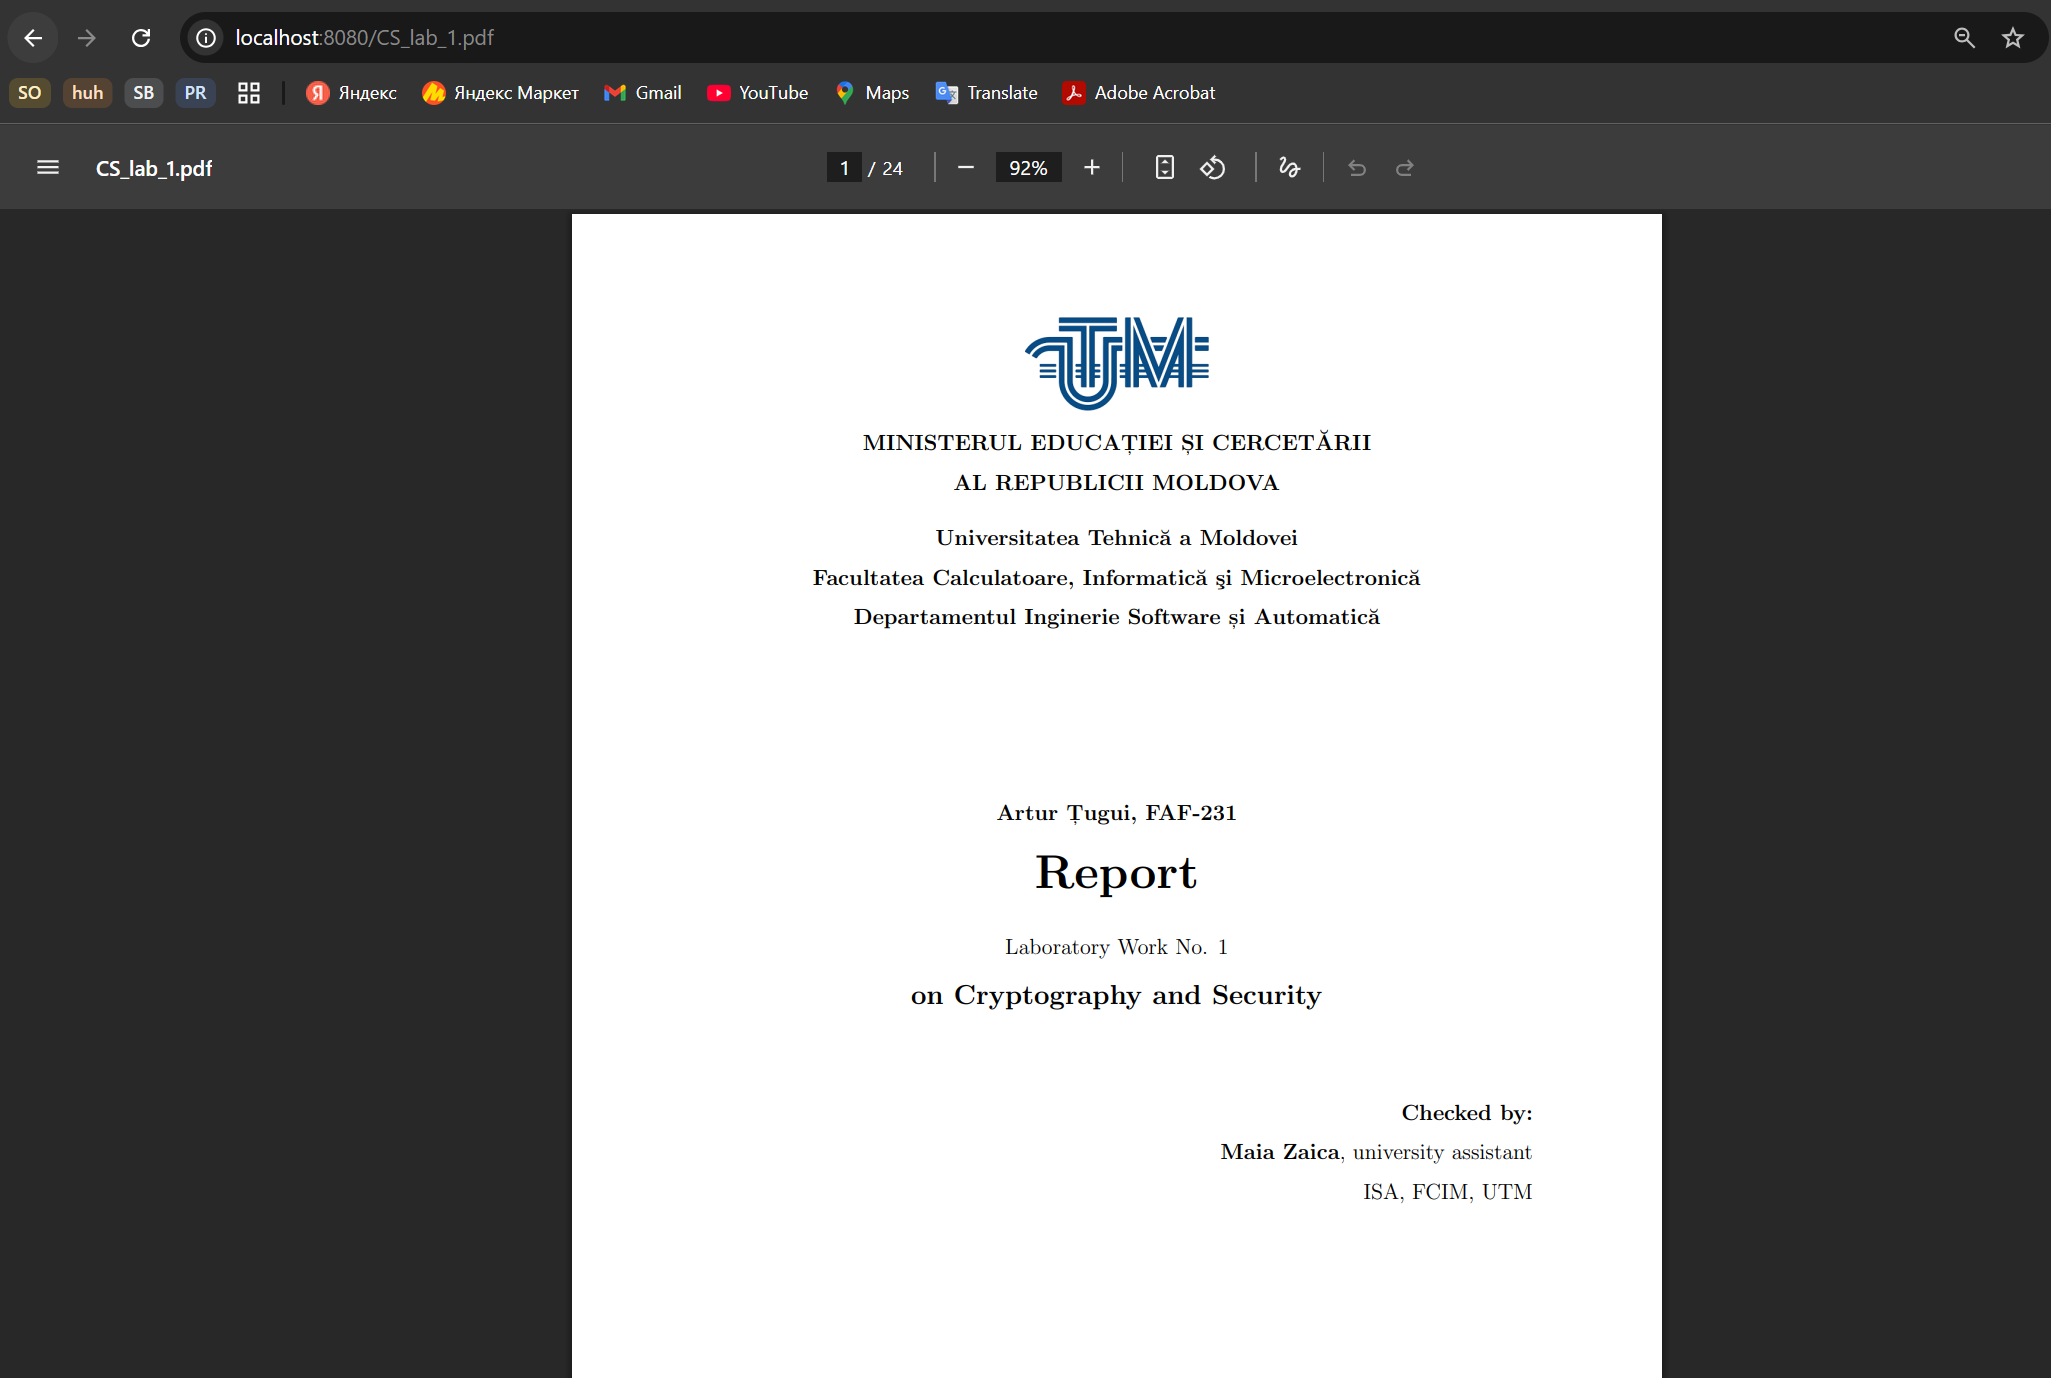 localhost:8080/CS_lab_1.pdf
SO huh SB PR Яндекс Яндекс Маркет Gmail YouTube Maps Translate Adobe Acrobat
CS_lab_1.pdf 1 / 24 92%
UTM
MINISTERUL EDUCAȚIEI ȘI CERCETĂRII
AL REPUBLICII MOLDOVA
Universitatea Tehnică a Moldovei
Facultatea Calculatoare, Informatică şi Microelectronică
Departamentul Inginerie Software și Automatică
Artur Țugui, FAF-231
Report
Laboratory Work No. 1
on Cryptography and Security
Checked by:
Maia Zaica, university assistant
ISA, FCIM, UTM